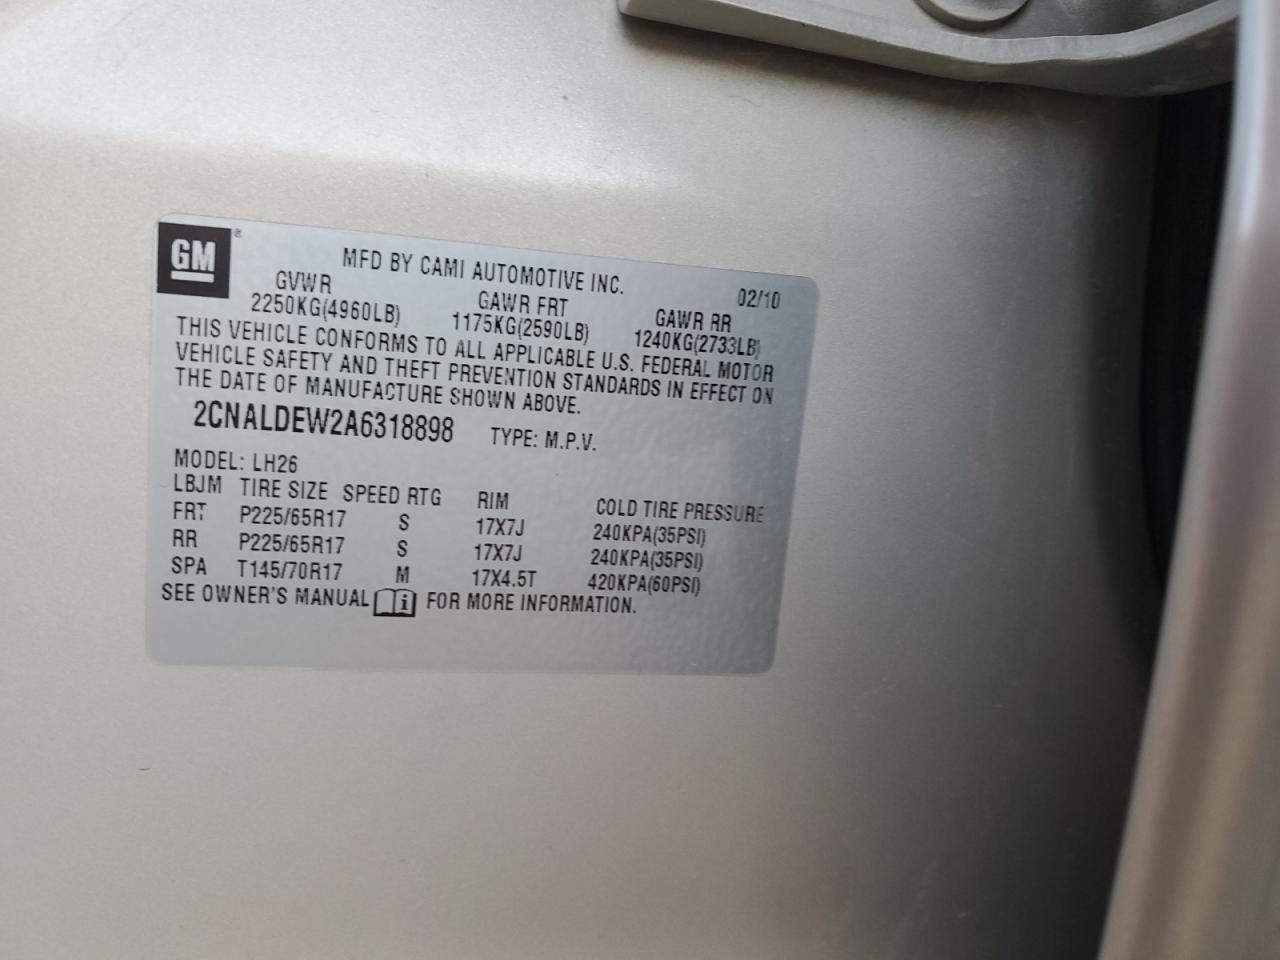 GM®
MFD BY CAMI AUTOMOTIVE INC.
02/10
GVWR GAWR FRT GAWR RR
2250KG(4960LB) 1175KG(2590LB) 1240KG(2733LB)
THIS VEHICLE CONFORMS TO ALL APPLICABLE U.S. FEDERAL MOTOR
VEHICLE SAFETY AND THEFT PREVENTION STANDARDS IN EFFECT ON
THE DATE OF MANUFACTURE SHOWN ABOVE.
2CNALDEW2A6318898 TYPE: M.P.V.
MODEL: LH26
LBJM TIRE SIZE SPEED RTG RIM COLD TIRE PRESSURE
FRT P225/65R17 S 17X7J 240KPA(35PSI)
RR P225/65R17 S 17X7J 240KPA(35PSI)
SPA T145/70R17 M 17X4.5T 420KPA(60PSI)
SEE OWNER'S MANUAL i FOR MORE INFORMATION.